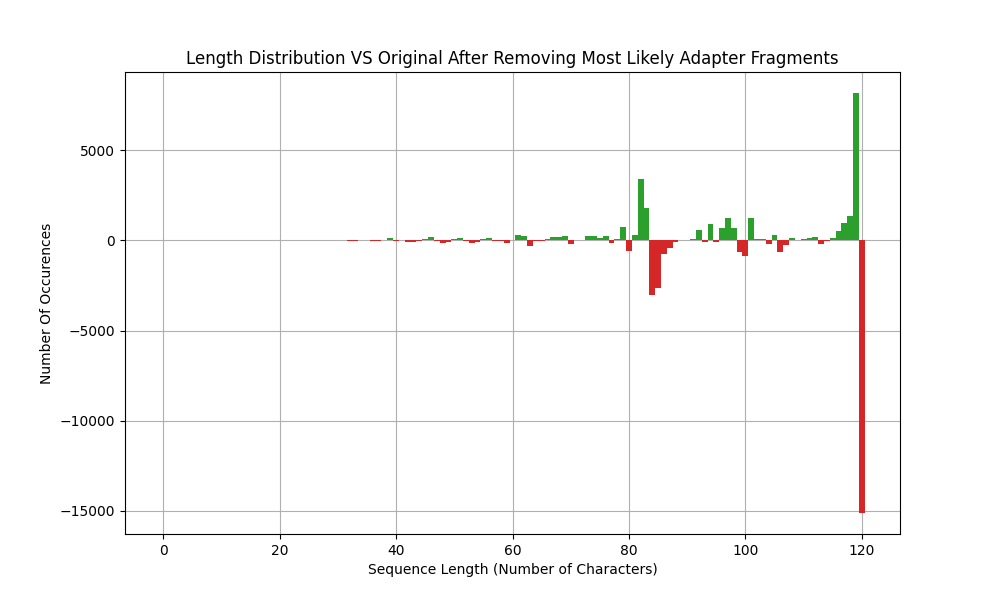 Length Distribution VS Original After Removing Most Likely Adapter Fragments
5000
0
−5000
−10000
−15000
Number Of Occurences
0 20 40 60 80 100 120
Sequence Length (Number of Characters)